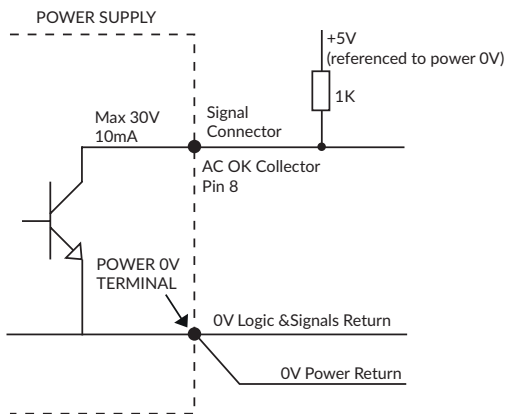 POWER SUPPLY
+5V
(referenced to power 0V)
1K
Max 30V
10mA
Signal
Connector
AC OK Collector
Pin 8
POWER 0V
TERMINAL
0V Logic &Signals Return
0V Power Return